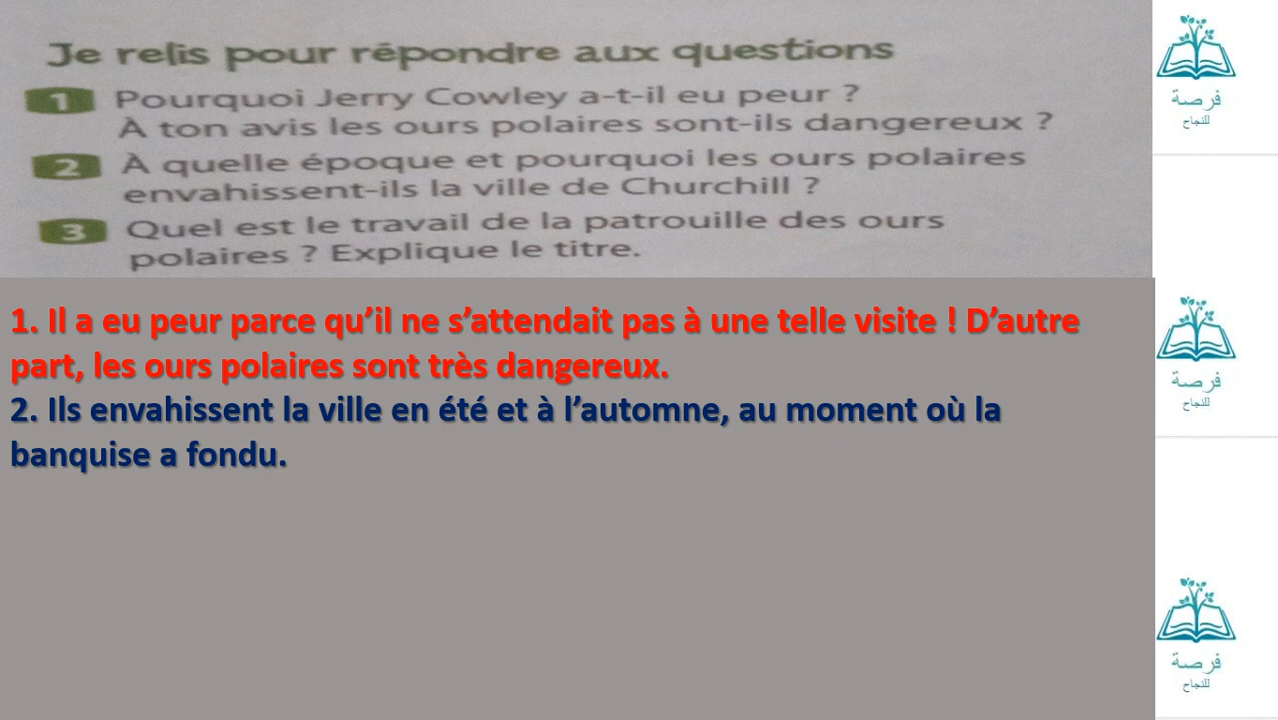 Je relis pour répondre aux questions
1 Pourquoi Jerry Cowley a-t-il eu peur ?
À ton avis les ours polaires sont-ils dangereux ?
2 À quelle époque et pourquoi les ours polaires
envahissent-ils la ville de Churchill ?
3 Quel est le travail de la patrouille des ours
polaires ? Explique le titre.
1. Il a eu peur parce qu’il ne s’attendait pas à une telle visite ! D’autre
part, les ours polaires sont très dangereux.
2. Ils envahissent la ville en été et à l’automne, au moment où la
banquise a fondu.
فرصة
للنجاح
فرصة
للنجاح
فرصة
للنجاح